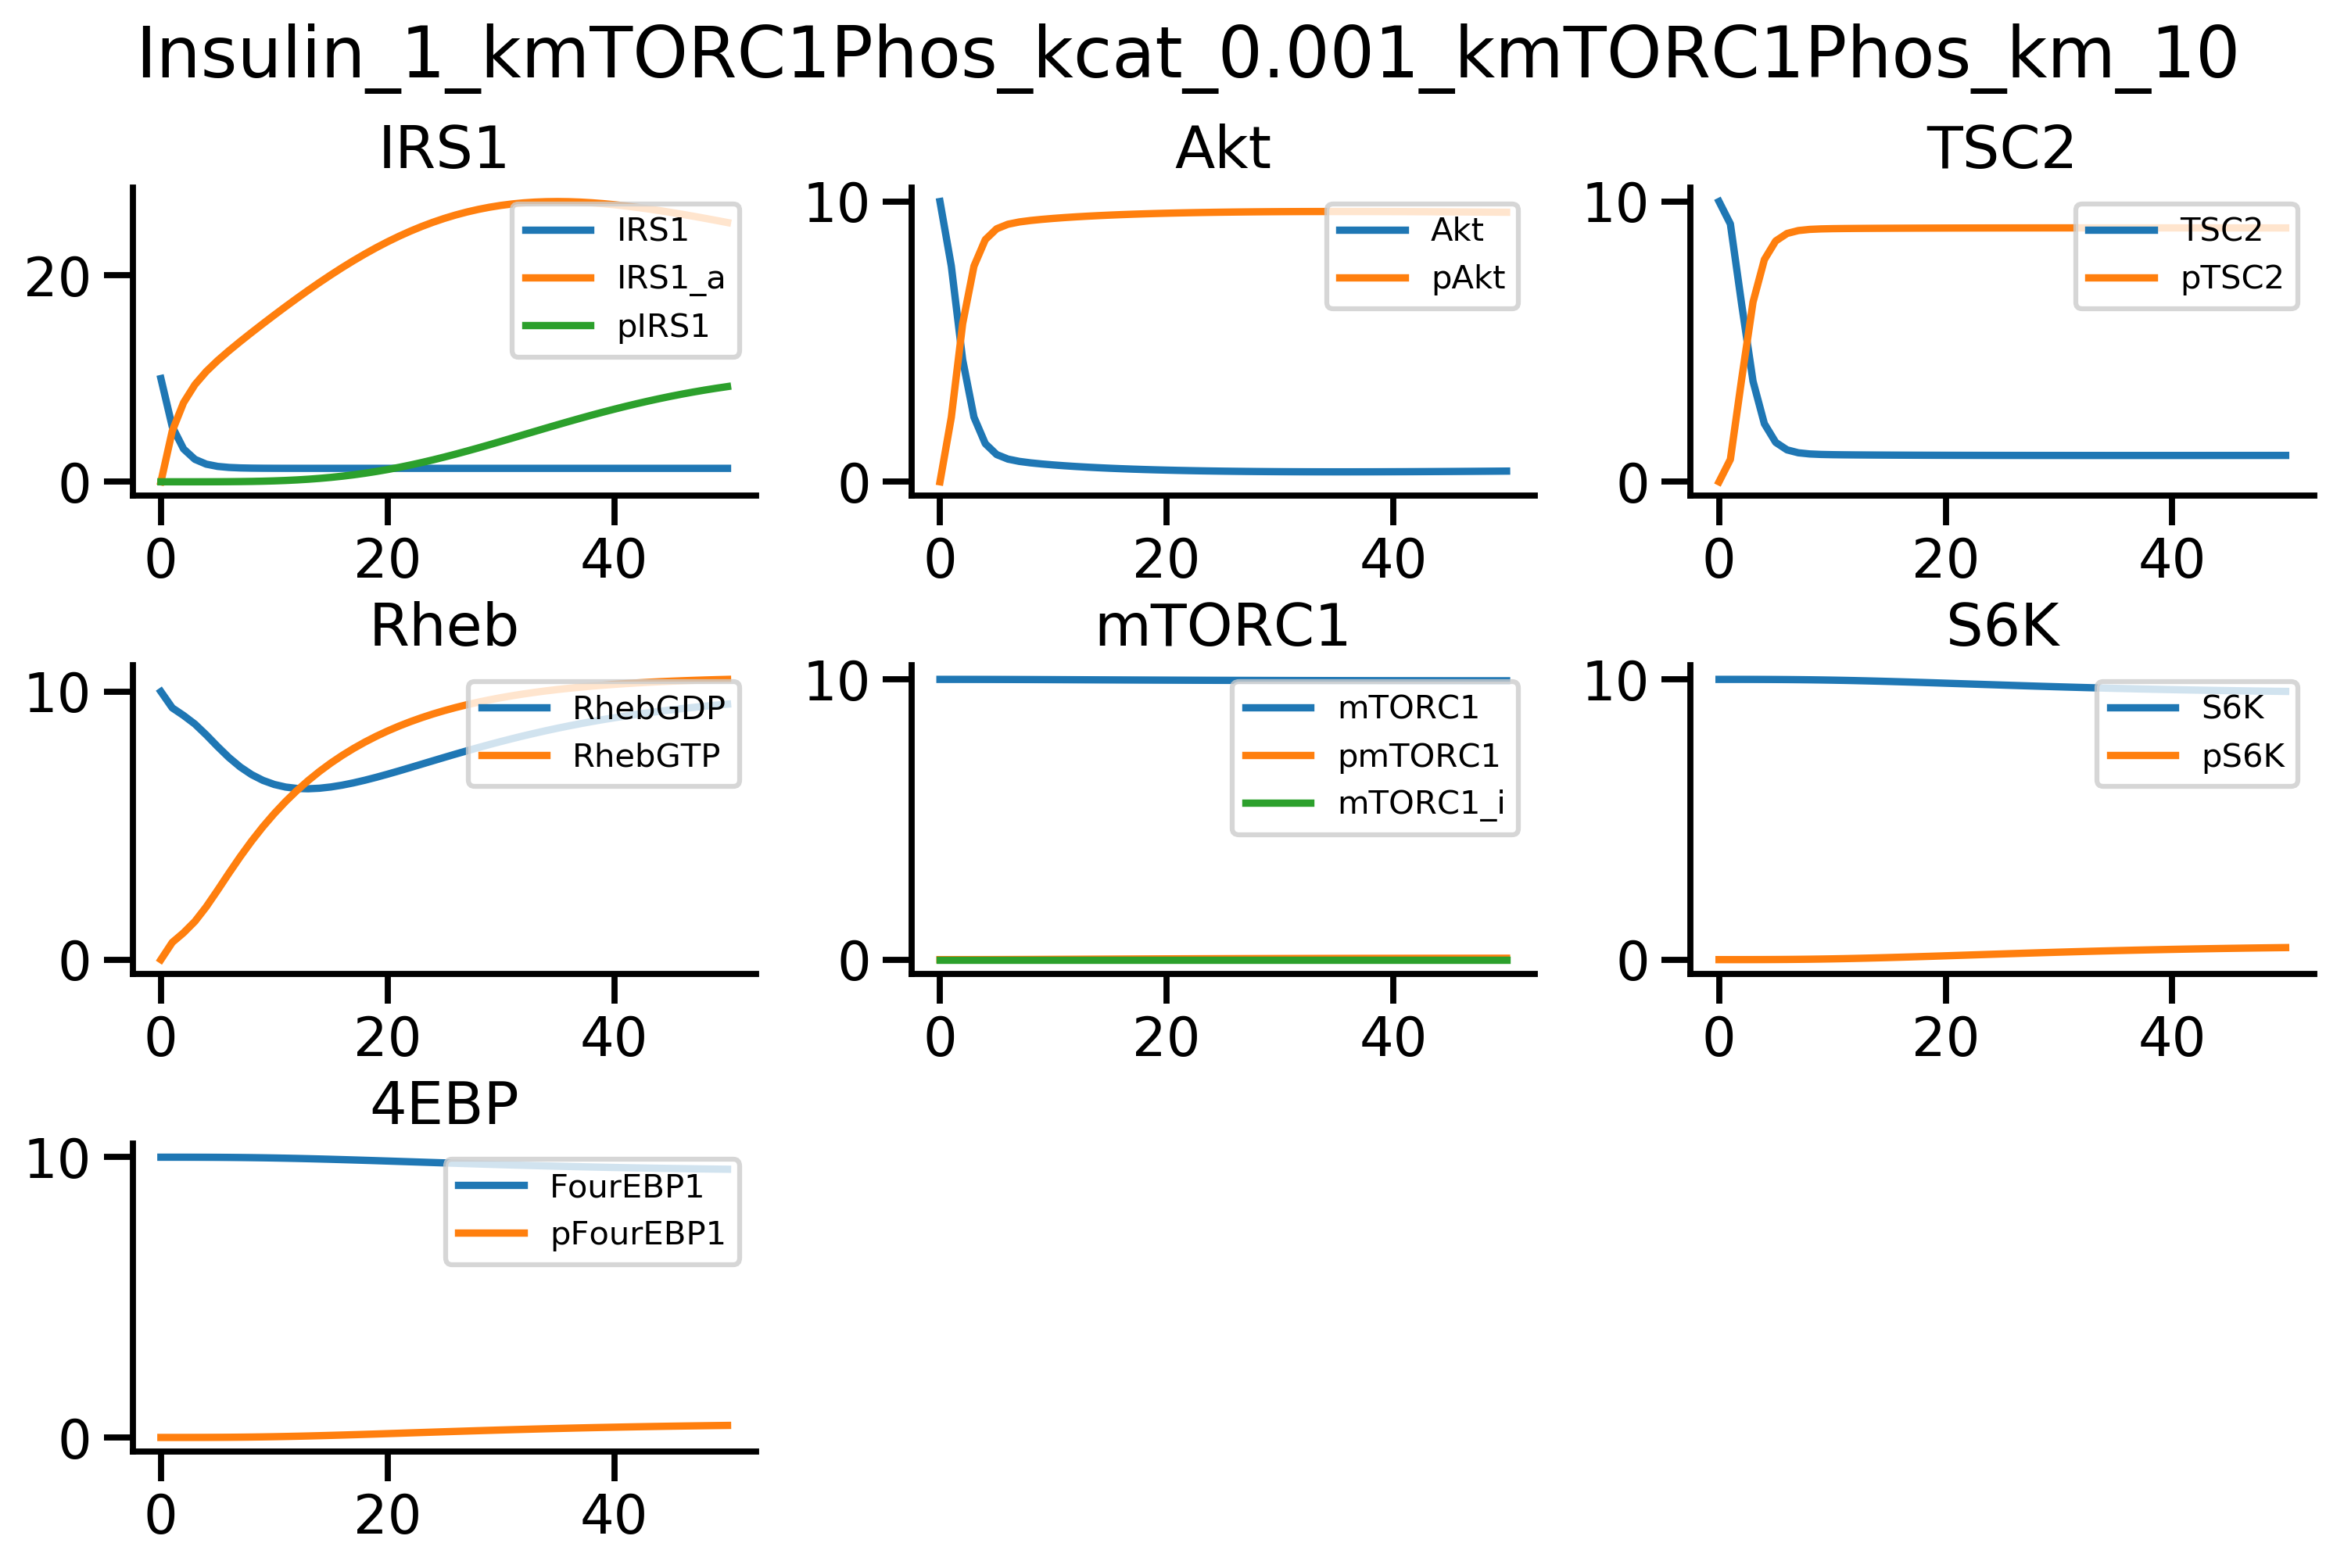 Insulin_1_kmTORC1Phos_kcat_0.001_kmTORC1Phos_km_10
IRS1
20
0
0 20 40
IRS1
IRS1_a
pIRS1
Akt
10
0
0 20 40
Akt
pAkt
TSC2
10
0
0 20 40
TSC2
pTSC2
Rheb
10
0
0 20 40
RhebGDP
RhebGTP
mTORC1
10
0
0 20 40
mTORC1
pmTORC1
mTORC1_i
S6K
10
0
0 20 40
S6K
pS6K
4EBP
10
0
0 20 40
FourEBP1
pFourEBP1